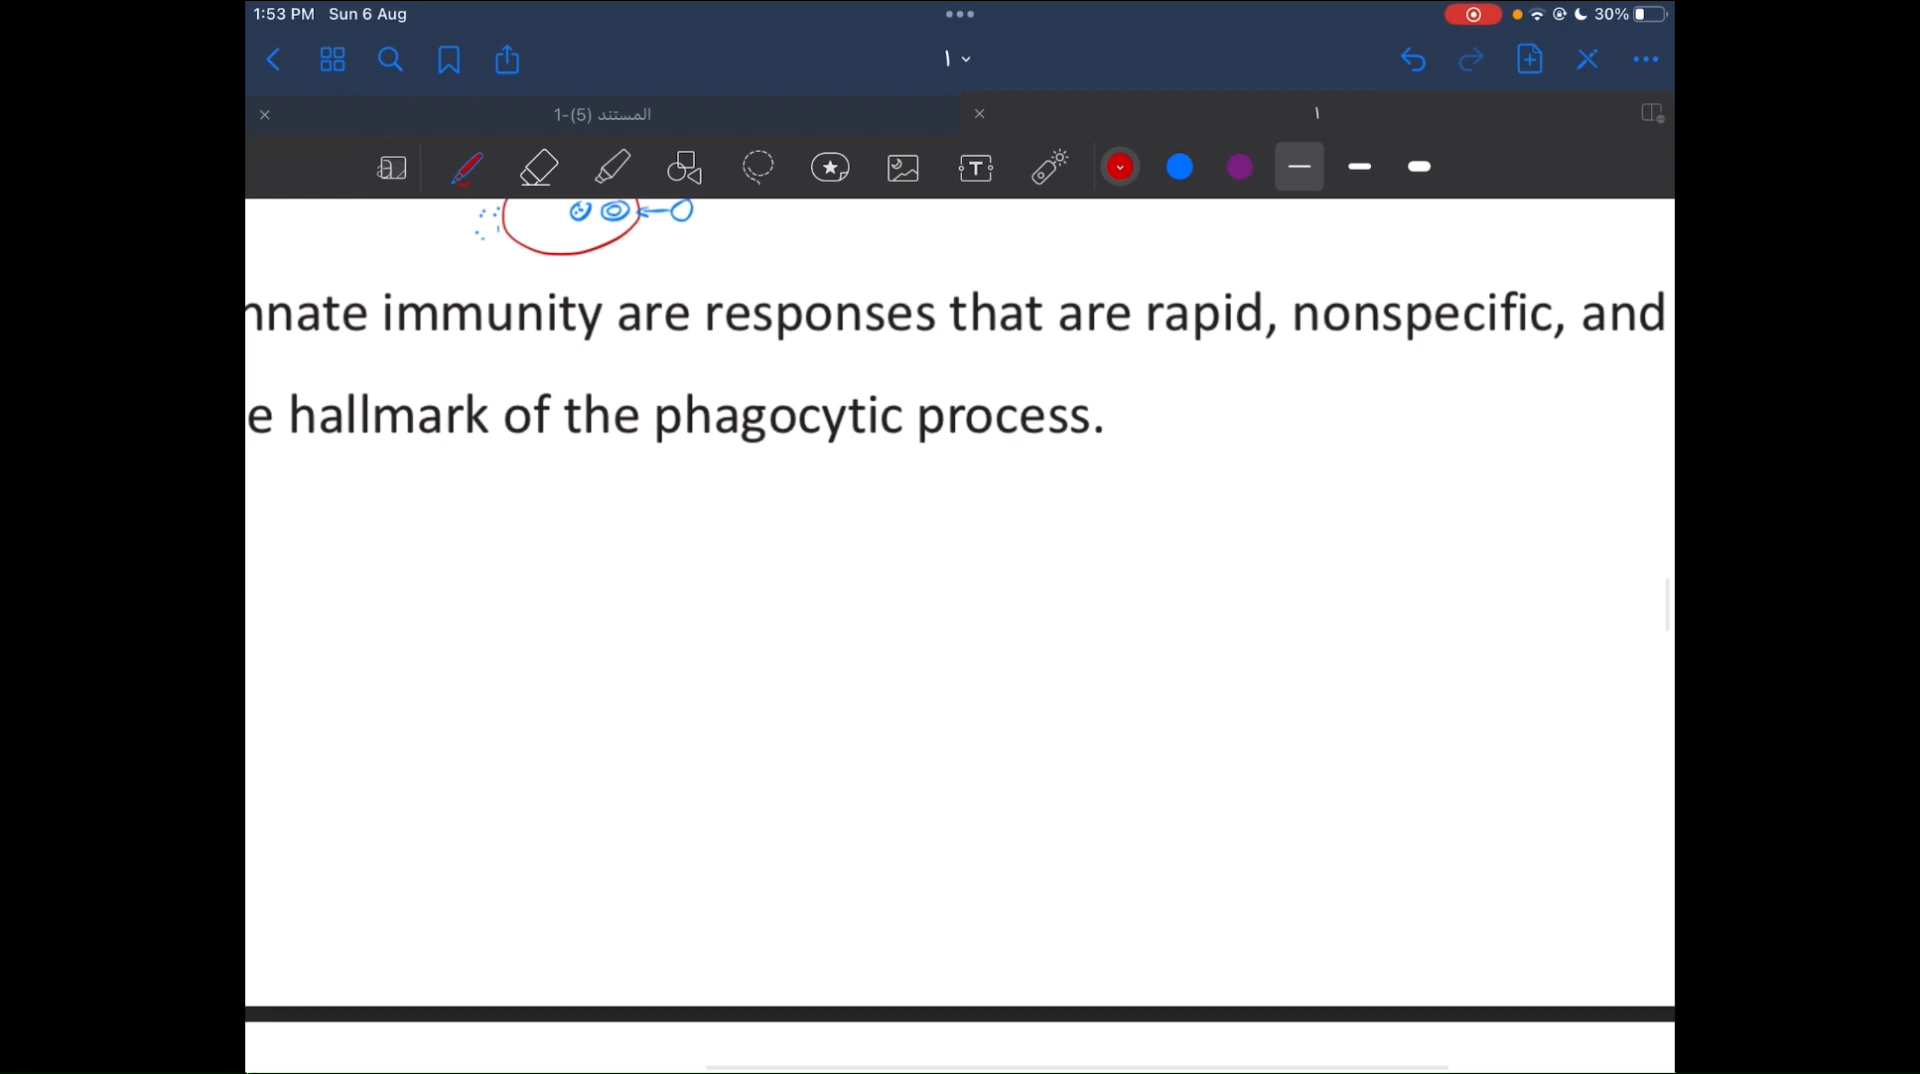 1:53 PM Sun 6 Aug
30%
١
المستند (5)-1
١
nnate immunity are responses that are rapid, nonspecific, and
e hallmark of the phagocytic process.